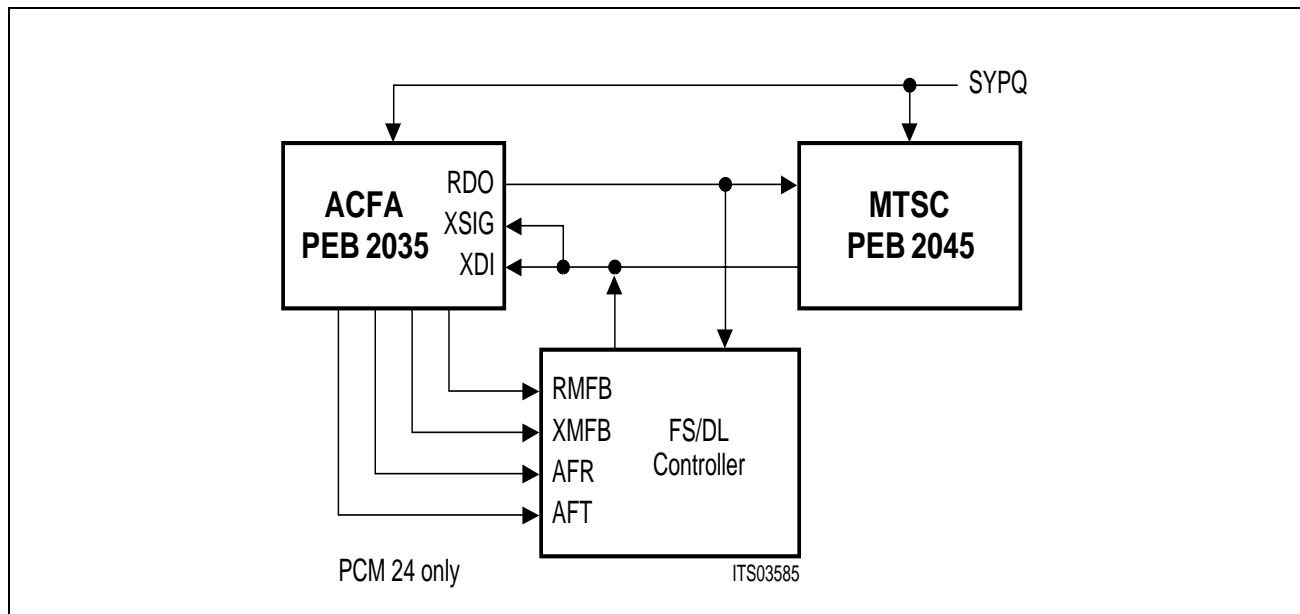 SYPQ
ACFA
PEB 2035
RDO
XSIG
XDI
MTSC
PEB 2045
RMFB
XMFB
AFR
AFT
FS/DL
Controller
PCM 24 only
ITS03585